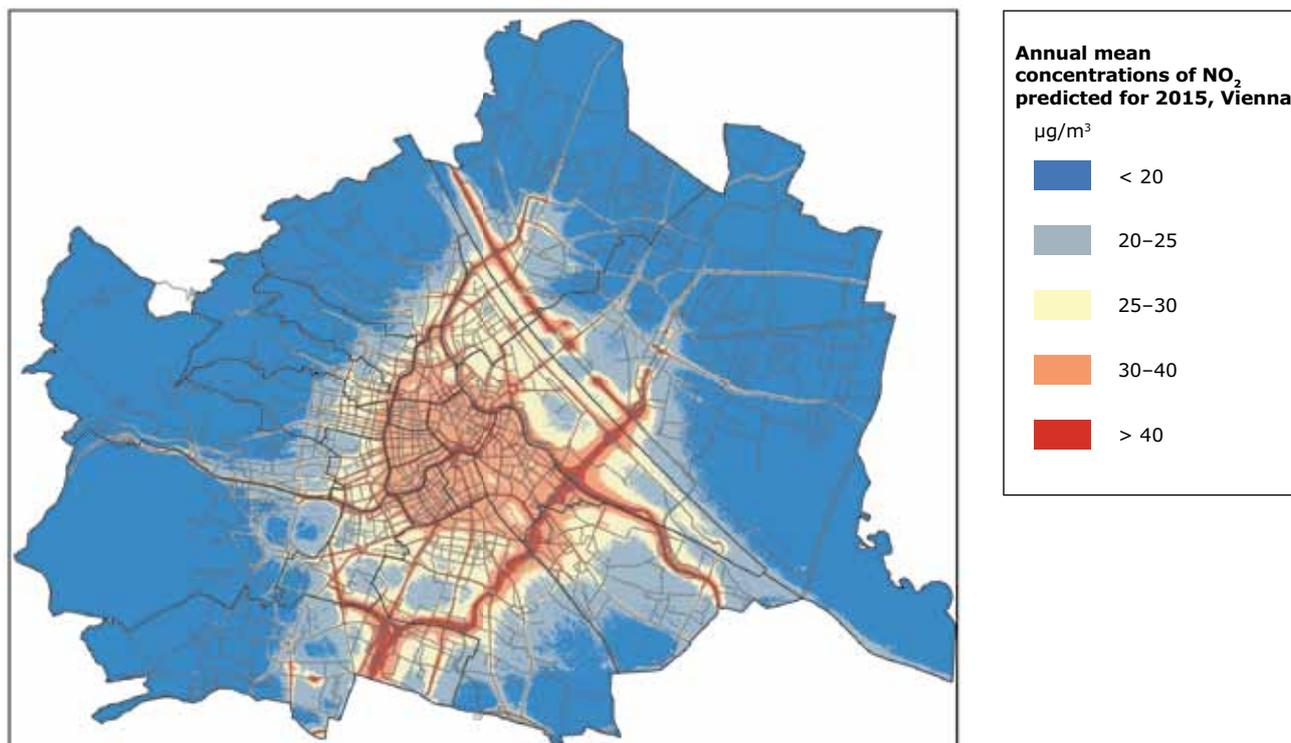 Annual mean
concentrations of NO₂
predicted for 2015, Vienna
µg/m³
< 20
20–25
25–30
30–40
> 40